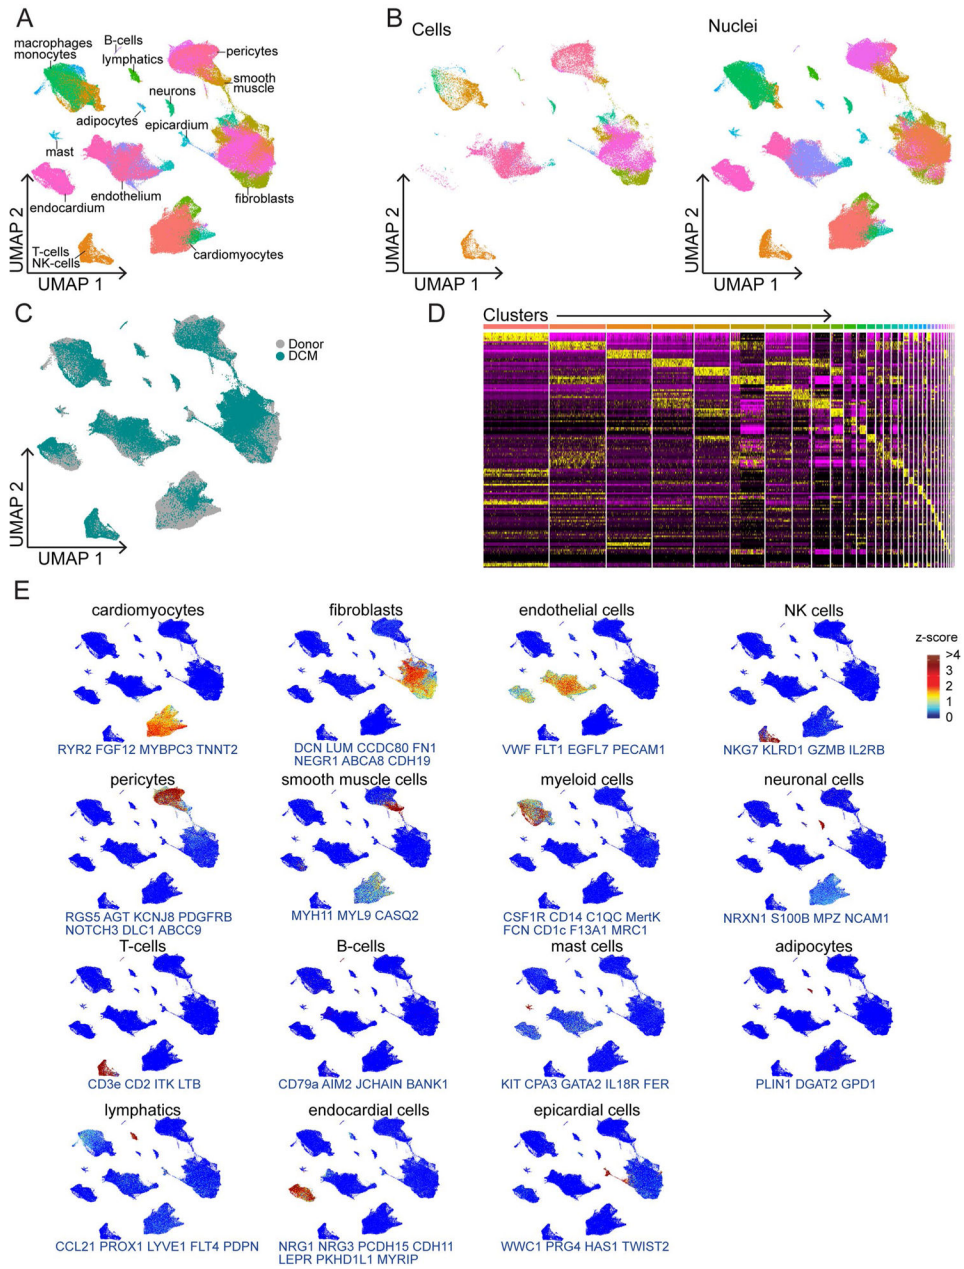 A
macrophages
monocytes
B-cells
lymphatics
pericytes
smooth
muscle
neurons
adipocytes
epicardium
mast
endothelium
endocardium
fibroblasts
T-cells
NK-cells
cardiomyocytes
UMAP 2
UMAP 1
B
Cells
Nuclei
UMAP 2
UMAP 1
UMAP 2
UMAP 1
C
Donor
DCM
UMAP 2
UMAP 1
D
Clusters
E
cardiomyocytes
RYR2 FGF12 MYBPC3 TNNT2
fibroblasts
DCN LUM CCDC80 FN1
NEGR1 ABCA8 CDH19
endothelial cells
VWF FLT1 EGFL7 PECAM1
NK cells
NKG7 KLRD1 GZMB IL2RB
z-score
>4
3
2
1
0
pericytes
RGS5 AGT KCNJ8 PDGFRB
NOTCH3 DLC1 ABCC9
smooth muscle cells
MYH11 MYL9 CASQ2
myeloid cells
CSF1R CD14 C1QC MertK
FCN CD1c F13A1 MRC1
neuronal cells
NRXN1 S100B MPZ NCAM1
T-cells
CD3e CD2 ITK LTB
B-cells
CD79a AIM2 JCHAIN BANK1
mast cells
KIT CPA3 GATA2 IL18R FER
adipocytes
PLIN1 DGAT2 GPD1
lymphatics
CCL21 PROX1 LYVE1 FLT4 PDPN
endocardial cells
NRG1 NRG3 PCDH15 CDH11
LEPR PKHD1L1 MYRIP
epicardial cells
WWC1 PRG4 HAS1 TWIST2